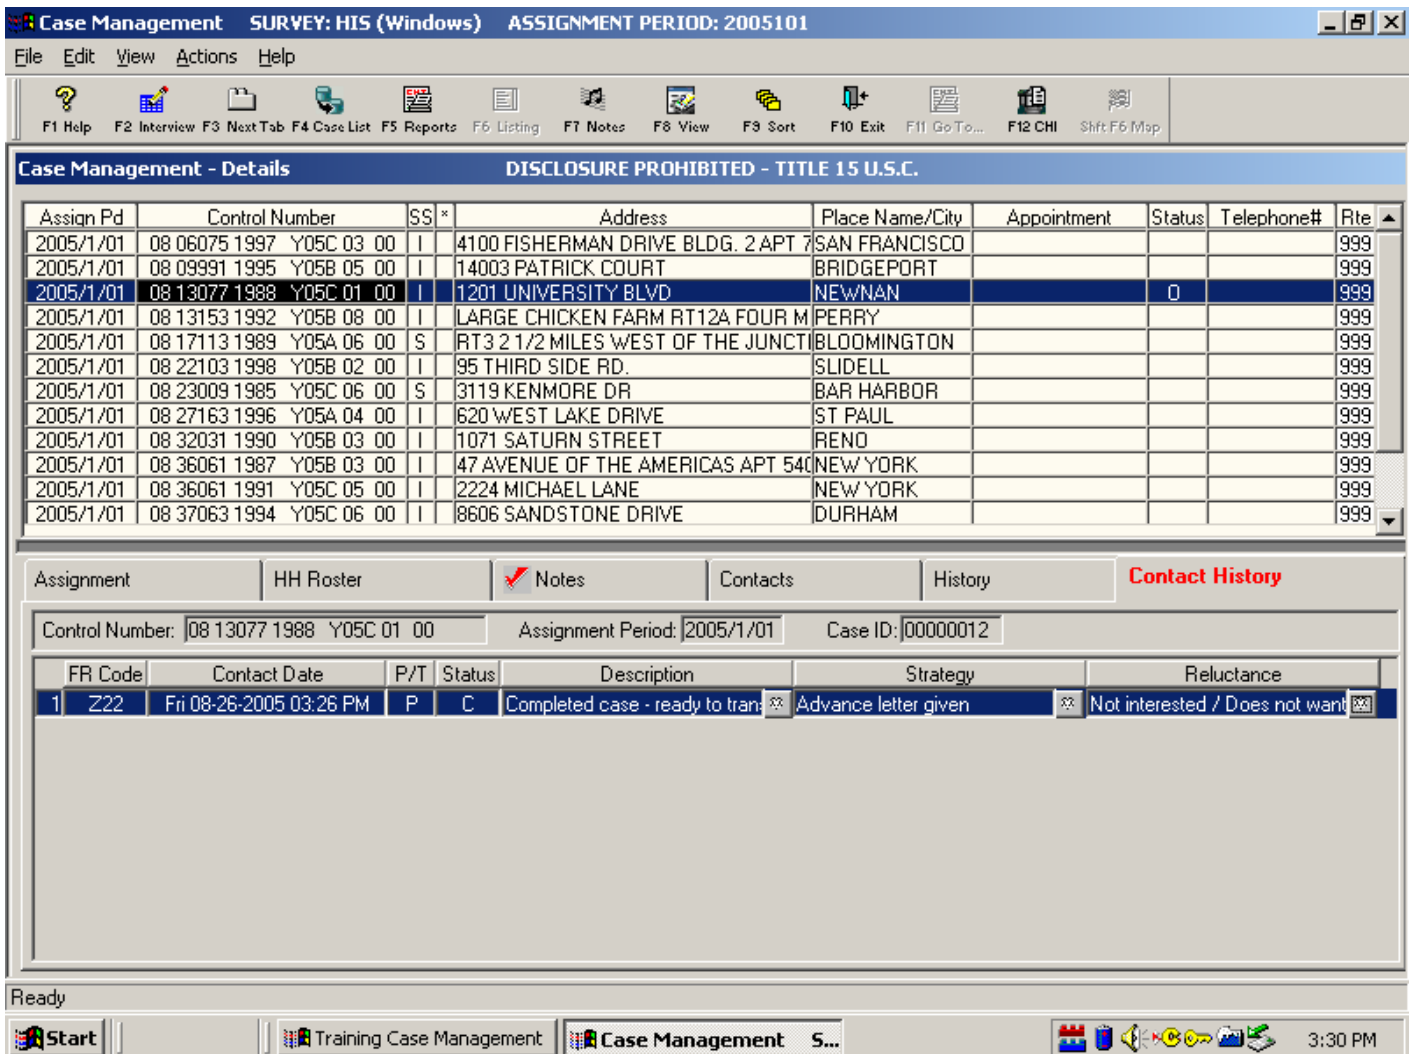 Case Management SURVEY: HIS (Windows) ASSIGNMENT PERIOD: 2005101
File Edit View Actions Help
F1 Help F2 Interview F3 Next Tab F4 Case List F5 Reports F6 Listing F7 Notes F8 View F9 Sort F10 Exit F11 Go To... F12 CHI Shft F6 Map
Case Management - Details DISCLOSURE PROHIBITED - TITLE 15 U.S.C.
Assign Pd Control Number SS * Address Place Name/City Appointment Status Telephone# Rte
2005/1/01 08 06075 1997 Y05C 03 00 I 4100 FISHERMAN DRIVE BLDG. 2 APT 7 SAN FRANCISCO 999
2005/1/01 08 09991 1995 Y05B 05 00 I 14003 PATRICK COURT BRIDGEPORT 999
2005/1/01 08 13077 1988 Y05C 01 00 I 1201 UNIVERSITY BLVD NEWNAN 0 999
2005/1/01 08 13153 1992 Y05B 08 00 I LARGE CHICKEN FARM RT12A FOUR M PERRY 999
2005/1/01 08 17113 1989 Y05A 06 00 S RT3 2 1/2 MILES WEST OF THE JUNCTI BLOOMINGTON 999
2005/1/01 08 22103 1998 Y05B 02 00 I 95 THIRD SIDE RD. SLIDELL 999
2005/1/01 08 23009 1985 Y05C 06 00 S 3119 KENMORE DR BAR HARBOR 999
2005/1/01 08 27163 1996 Y05A 04 00 I 620 WEST LAKE DRIVE ST PAUL 999
2005/1/01 08 32031 1990 Y05B 03 00 I 1071 SATURN STREET RENO 999
2005/1/01 08 36061 1987 Y05B 03 00 I 47 AVENUE OF THE AMERICAS APT 540 NEW YORK 999
2005/1/01 08 36061 1991 Y05C 05 00 I 2224 MICHAEL LANE NEW YORK 999
2005/1/01 08 37063 1994 Y05C 06 00 I 8606 SANDSTONE DRIVE DURHAM 999
Assignment HH Roster Notes Contacts History Contact History
Control Number: 08 13077 1988 Y05C 01 00 Assignment Period: 2005/1/01 Case ID: 00000012
FR Code Contact Date P/T Status Description Strategy Reluctance
1 Z22 Fri 08-26-2005 03:26 PM P C Completed case - ready to trans Advance letter given Not interested / Does not want
Ready
Start Training Case Management Case Management S... 3:30 PM